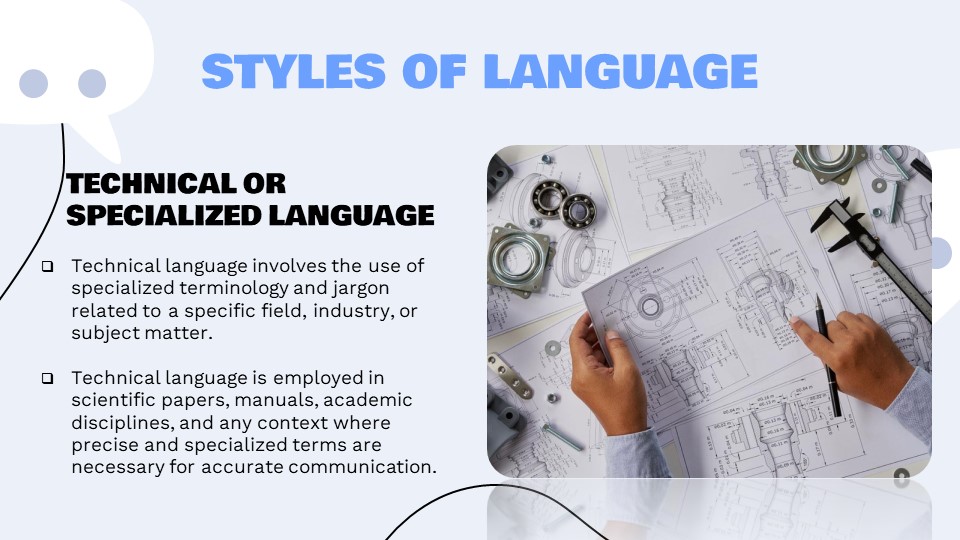 STYLES OF LANGUAGE
TECHNICAL OR
SPECIALIZED LANGUAGE
Technical language involves the use of
specialized terminology and jargon
related to a specific field, industry, or
subject matter.
Technical language is employed in
scientific papers, manuals, academic
disciplines, and any context where
precise and specialized terms are
necessary for accurate communication.